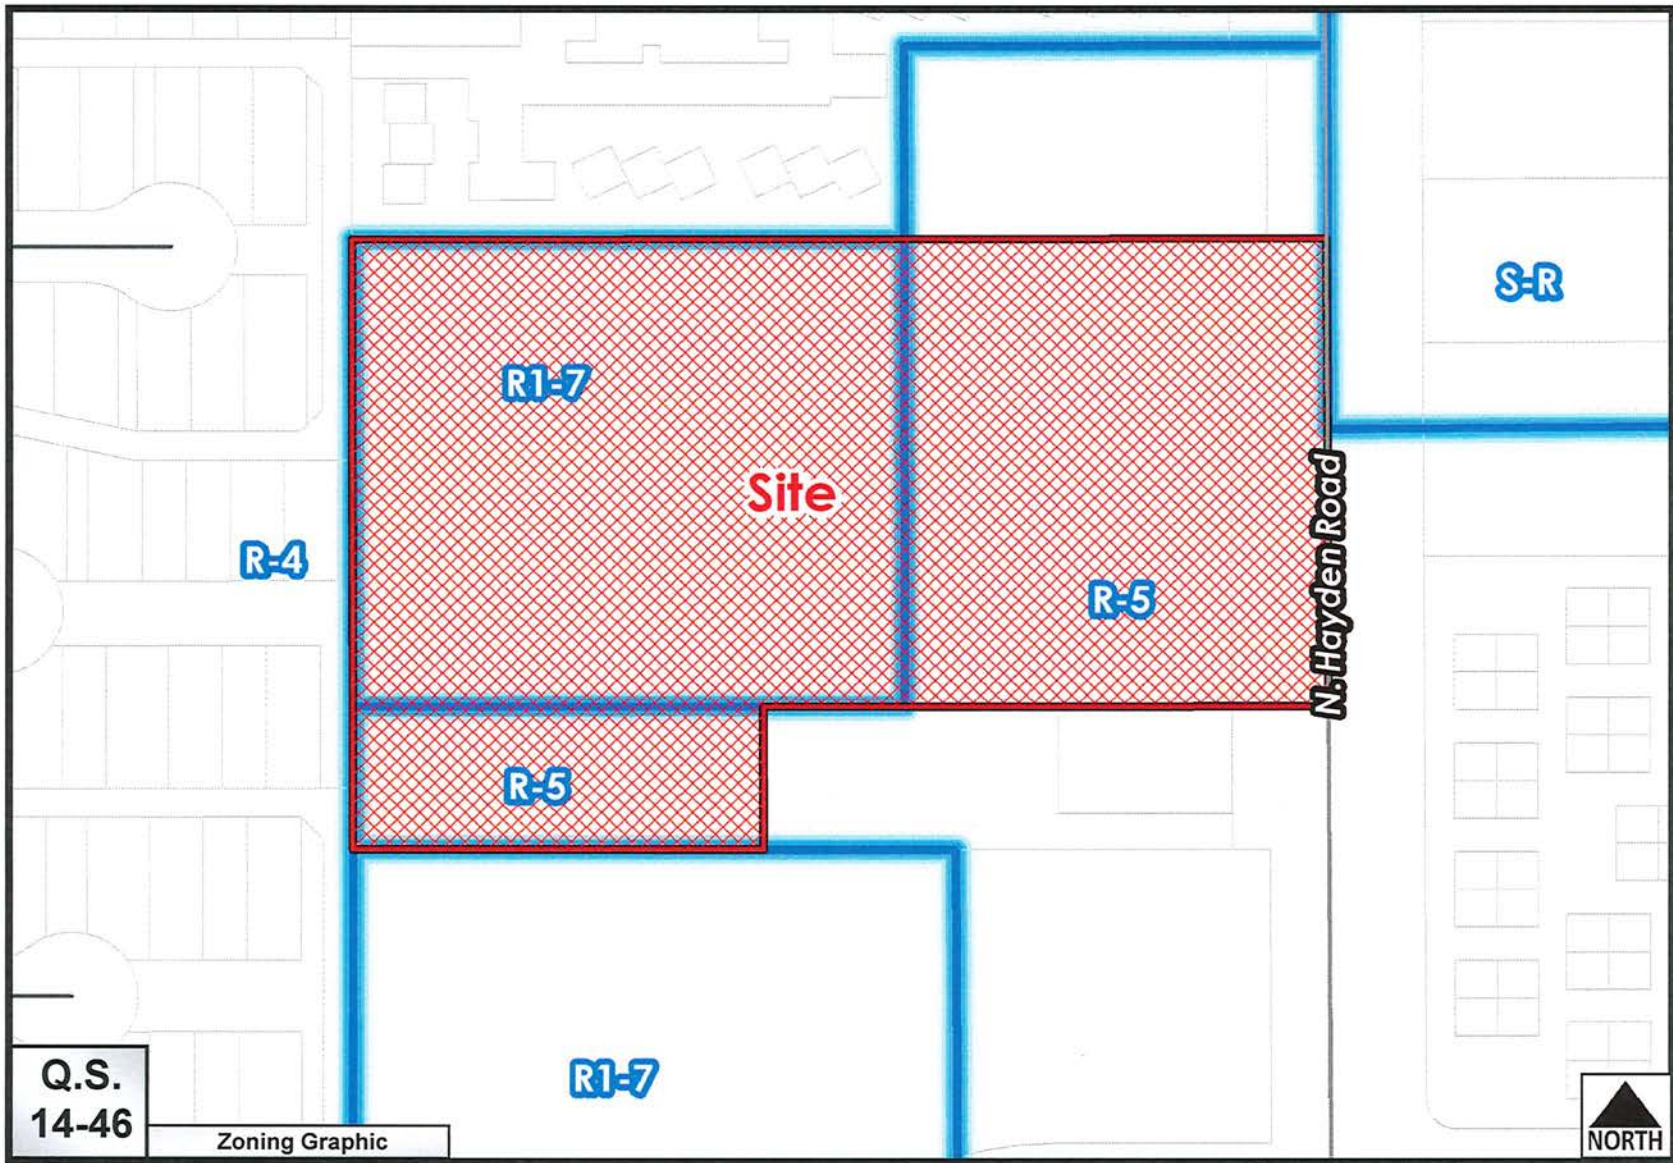 S-R
R1-7
Site
R-4
R-5
N. Hayden Road
R-5
R1-7
Q.S.
14-46
Zoning Graphic
NORTH